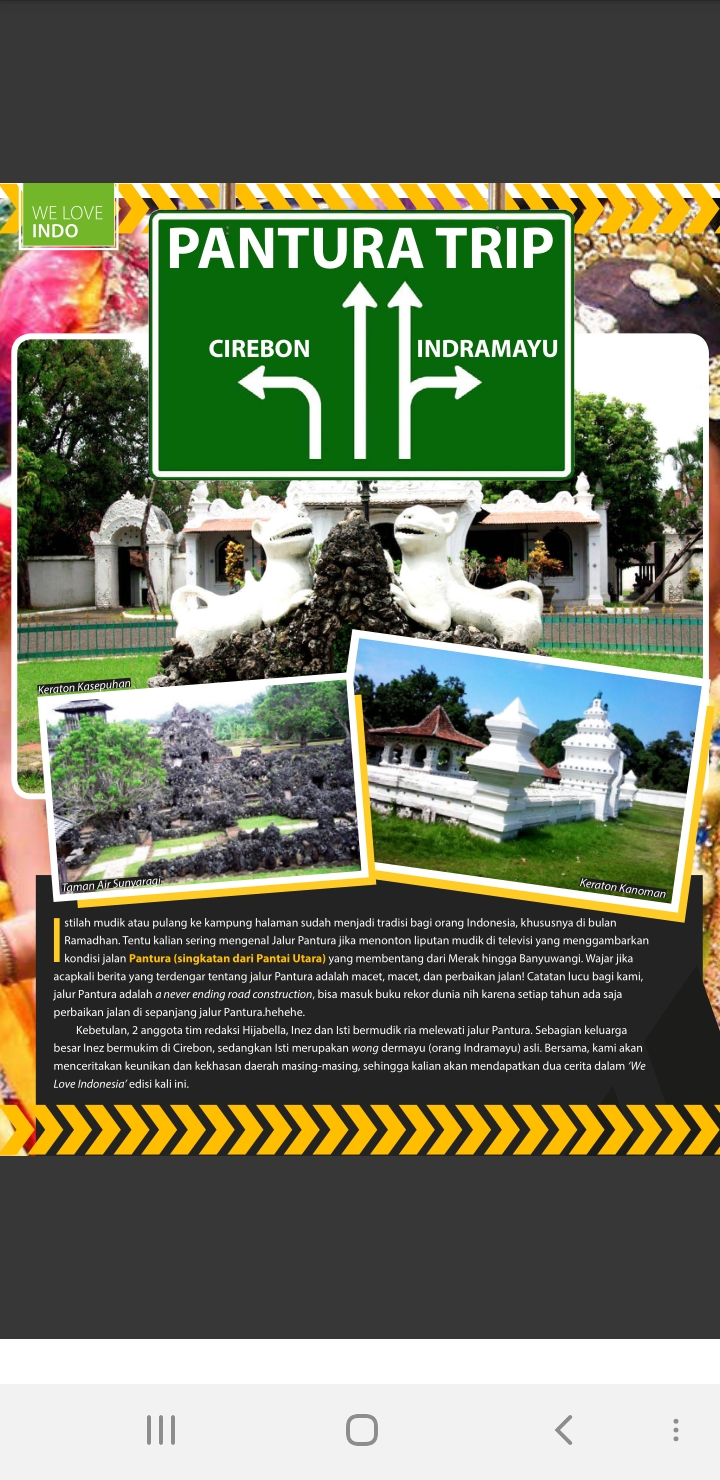 WE LOVE
INDO
PANTURA TRIP
CIREBON
INDRAMAYU
Keraton Kasepuhan
Taman Air Sunyaragi
Keraton Kanoman
Istilah mudik atau pulang ke kampung halaman sudah menjadi tradisi bagi orang Indonesia, khususnya di bulan
Ramadhan. Tentu kalian sering mengenal Jalur Pantura jika menonton liputan mudik di televisi yang menggambarkan
kondisi jalan Pantura (singkatan dari Pantai Utara) yang membentang dari Merak hingga Banyuwangi. Wajar jika
acapkali berita yang terdengar tentang jalur Pantura adalah macet, macet, dan perbaikan jalan! Catatan lucu bagi kami,
jalur Pantura adalah a never ending road construction, bisa masuk buku rekor dunia nih karena setiap tahun ada saja
perbaikan jalan di sepanjang jalur Pantura.hehehe.
Kebetulan, 2 anggota tim redaksi Hijabella, Inez dan Isti bermudik ria melewati jalur Pantura. Sebagian keluarga
besar Inez bermukim di Cirebon, sedangkan Isti merupakan wong dermayu (orang Indramayu) asli. Bersama, kami akan
menceritakan keunikan dan kekhasan daerah masing-masing, sehingga kalian akan mendapatkan dua cerita dalam ‘We
Love Indonesia’ edisi kali ini.